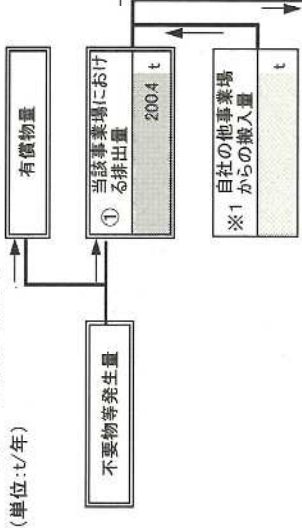 (単位:t/年)
不要物等発生量
有償物量
①
当該事業場におけ
る排出量
200.4 t
※1
自社の他事業場
からの搬入量
t